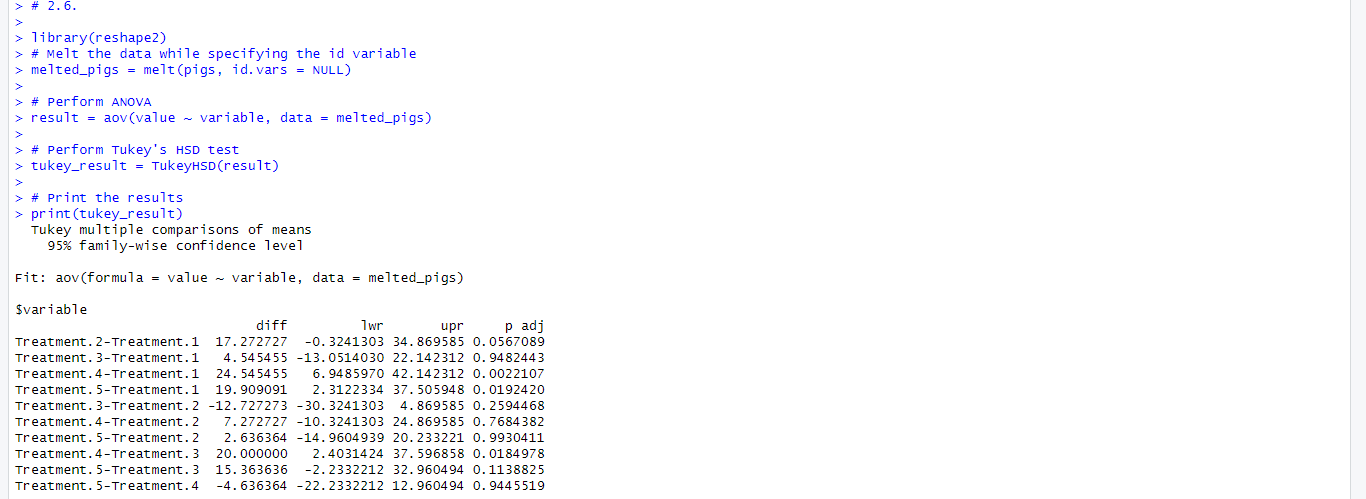 > # 2.6.
>
> library(reshape2)
> # Melt the data while specifying the id variable
> melted_pigs = melt(pigs, id.vars = NULL)
>
> # Perform ANOVA
> result = aov(value ~ variable, data = melted_pigs)
>
> # Perform Tukey's HSD test
> tukey_result = TukeyHSD(result)
>
> # Print the results
> print(tukey_result)
  Tukey multiple comparisons of means
    95% family-wise confidence level

Fit: aov(formula = value ~ variable, data = melted_pigs)

$variable
                              diff         lwr       upr     p adj
Treatment.2-Treatment.1  17.272727  -0.3241303 34.869585 0.0567089
Treatment.3-Treatment.1   4.545455 -13.0514030 22.142312 0.9482443
Treatment.4-Treatment.1  24.545455   6.9485970 42.142312 0.0022107
Treatment.5-Treatment.1  19.909091   2.3122334 37.505948 0.0192420
Treatment.3-Treatment.2 -12.727273 -30.3241303  4.869585 0.2594468
Treatment.4-Treatment.2   7.272727 -10.3241303 24.869585 0.7684382
Treatment.5-Treatment.2   2.636364 -14.9604939 20.233221 0.9930411
Treatment.4-Treatment.3  20.000000   2.4031424 37.596858 0.0184978
Treatment.5-Treatment.3  15.363636  -2.2332212 32.960494 0.1138825
Treatment.5-Treatment.4  -4.636364 -22.2332212 12.960494 0.9445519